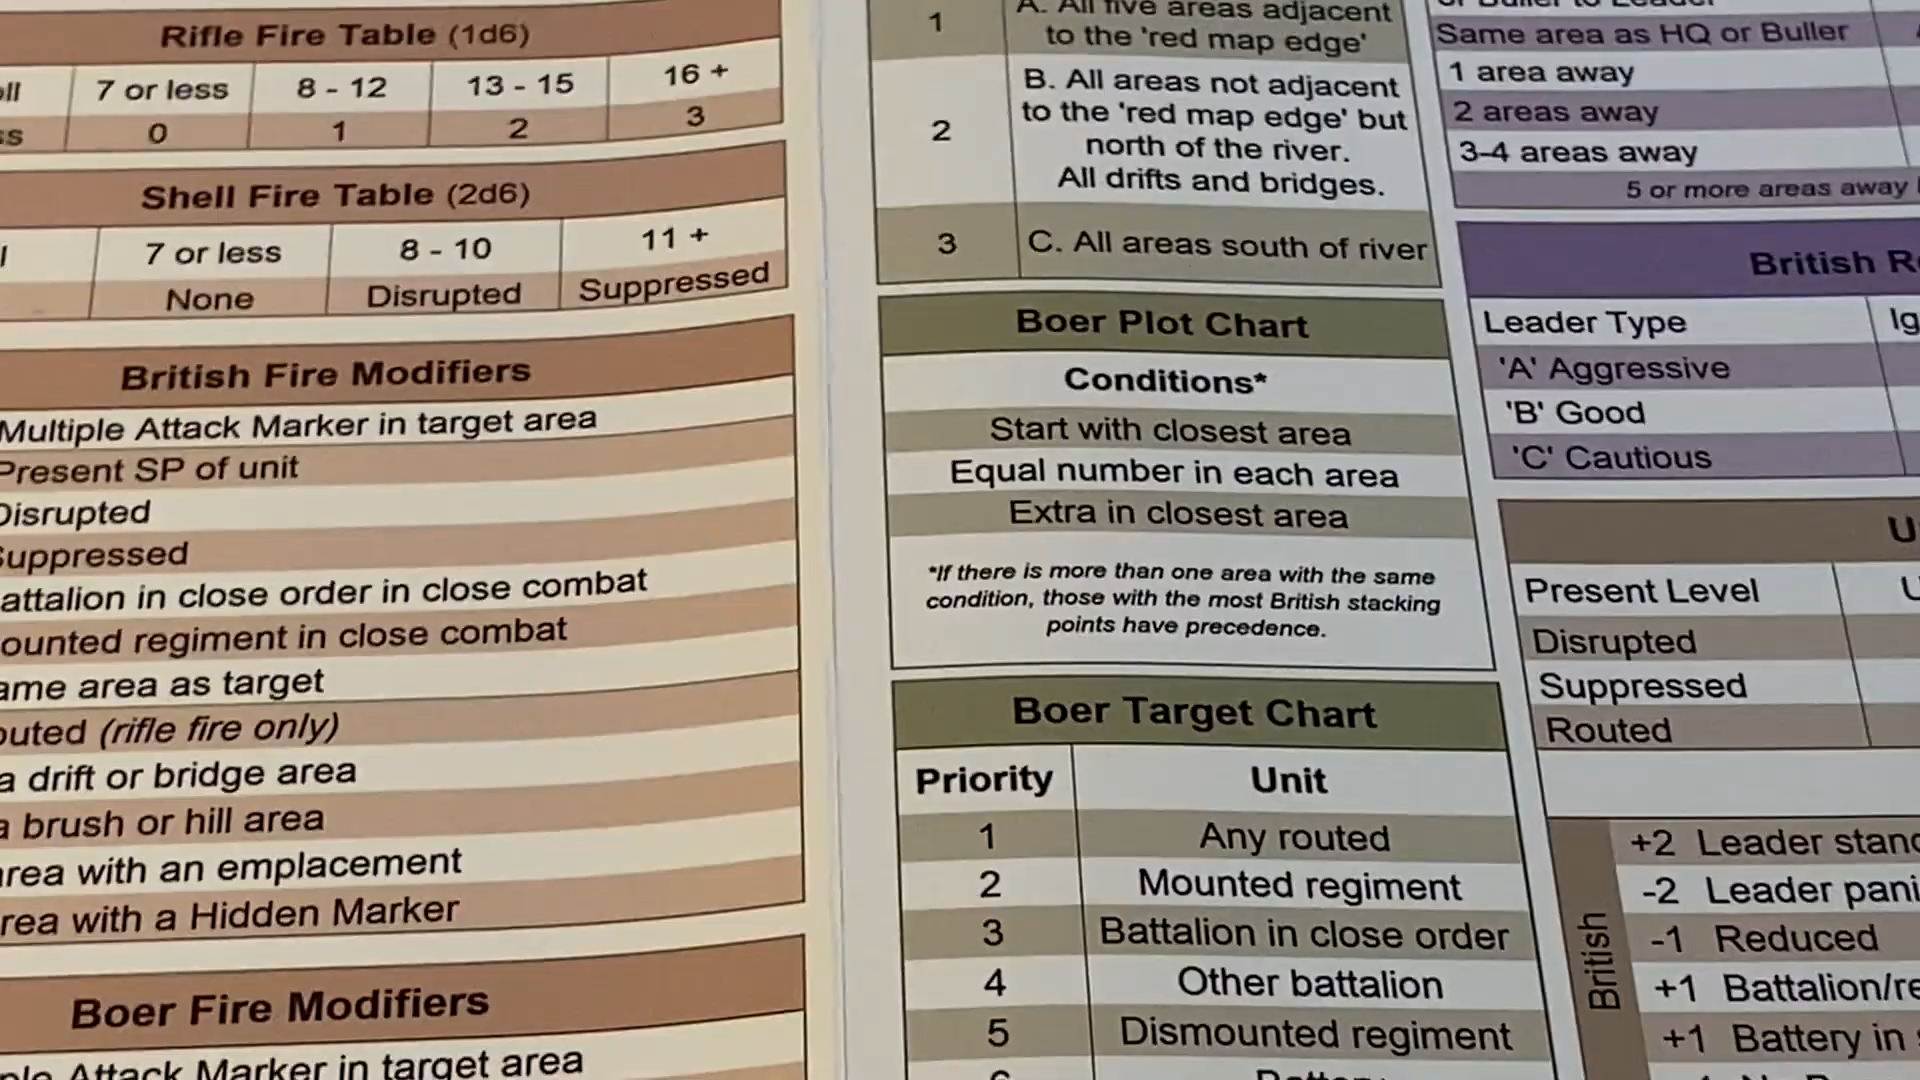 Rifle Fire Table (1d6)
7 or less 8 - 12 13 - 15 16 +
0 1 2 3
Shell Fire Table (2d6)
7 or less 8 - 10 11 +
None Disrupted Suppressed
British Fire Modifiers
Multiple Attack Marker in target area
Present SP of unit
Disrupted
Suppressed
attalion in close order in close combat
ounted regiment in close combat
ame area as target
outed (rifle fire only)
a drift or bridge area
a brush or hill area
area with an emplacement
rea with a Hidden Marker
Boer Fire Modifiers
ple Attack Marker in target area
1 A. All five areas adjacent
to the 'red map edge'
2 B. All areas not adjacent
to the 'red map edge' but
north of the river.
All drifts and bridges.
3 C. All areas south of river
Boer Plot Chart
Conditions*
Start with closest area
Equal number in each area
Extra in closest area
*If there is more than one area with the same
condition, those with the most British stacking
points have precedence.
Boer Target Chart
Priority Unit
1 Any routed
2 Mounted regiment
3 Battalion in close order
4 Other battalion
5 Dismounted regiment
Same area as HQ or Buller
1 area away
2 areas away
3-4 areas away
5 or more areas away
British R
Leader Type Ig
'A' Aggressive
'B' Good
'C' Cautious
U
Present Level U
Disrupted
Suppressed
Routed
British
+2 Leader stanc
-2 Leader pani
-1 Reduced
+1 Battalion/re
+1 Battery in